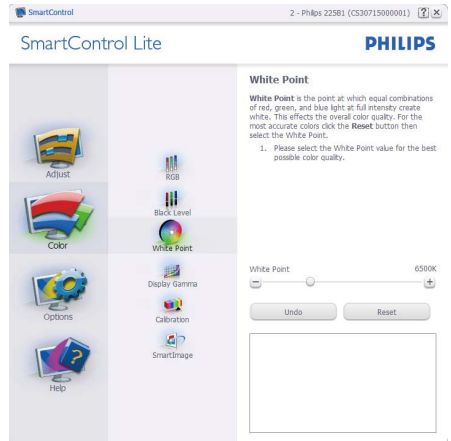 SmartControl
2 - Philips 225B1 (CS30715000001)
SmartControl Lite
PHILIPS
Adjust
Color
Options
Help
RGB
Black Level
White Point
Display Gamma
Calibration
SmartImage
White Point
White Point is the point at which equal combinations
of red, green, and blue light at full intensity create
white. This effects the overall color quality. For the
most accurate colors click the Reset button then
select the White Point.
1. Please select the White Point value for the best
possible color quality.
White Point
6500K
Undo
Reset